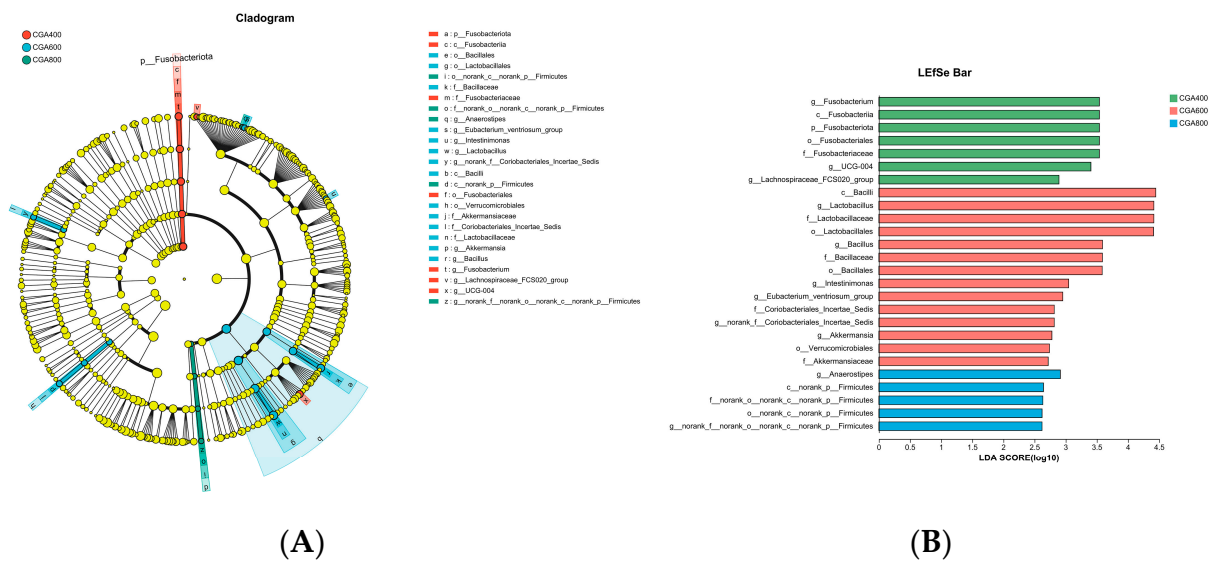 Cladogram
CGA400
CGA600
CGA800
p__Fusobacteriota
c
f
m
t
v
a : p__Fusobacteriota
c : c__Fusobacteriia
e : o__Bacillales
g : o__Lactobacillales
i : o__norank_c__norank_p__Firmicutes
k : f__Bacillaceae
m : f__Fusobacteriaceae
o : f__norank_o__norank_c__norank_p__Firmicutes
q : g__Anaerostipes
s : g__Eubacterium_ventriosum_group
u : g__Intestinimonas
w : g__Lactobacillus
y : g__norank_f__Coriobacteriales_Incertae_Sedis
b : c__Bacilli
d : c__norank_p__Firmicutes
f : o__Fusobacteriales
h : o__Verrucomicrobiales
j : f__Akkermansiaceae
l : f__Coriobacteriales_Incertae_Sedis
n : f__Lactobacillaceae
p : g__Akkermansia
r : g__Bacillus
t : g__Fusobacterium
v : g__Lachnospiraceae_FCS020_group
x : g__UCG-004
z : g__norank_f__norank_o__norank_c__norank_p__Firmicutes
(A)
LEfSe Bar
CGA400
CGA600
CGA800
g__Fusobacterium
c__Fusobacteriia
p__Fusobacteriota
o__Fusobacteriales
f__Fusobacteriaceae
g__UCG-004
g__Lachnospiraceae_FCS020_group
c__Bacilli
g__Lactobacillus
f__Lactobacillaceae
o__Lactobacillales
g__Bacillus
f__Bacillaceae
o__Bacillales
g__Intestinimonas
g__Eubacterium_ventriosum_group
f__Coriobacteriales_Incertae_Sedis
g__norank_f__Coriobacteriales_Incertae_Sedis
g__Akkermansia
o__Verrucomicrobiales
f__Akkermansiaceae
g__Anaerostipes
c__norank_p__Firmicutes
f__norank_o__norank_c__norank_p__Firmicutes
o__norank_c__norank_p__Firmicutes
g__norank_f__norank_o__norank_c__norank_p__Firmicutes
0 0.5 1 1.5 2 2.5 3 3.5 4 4.5
LDA SCORE(log10)
(B)